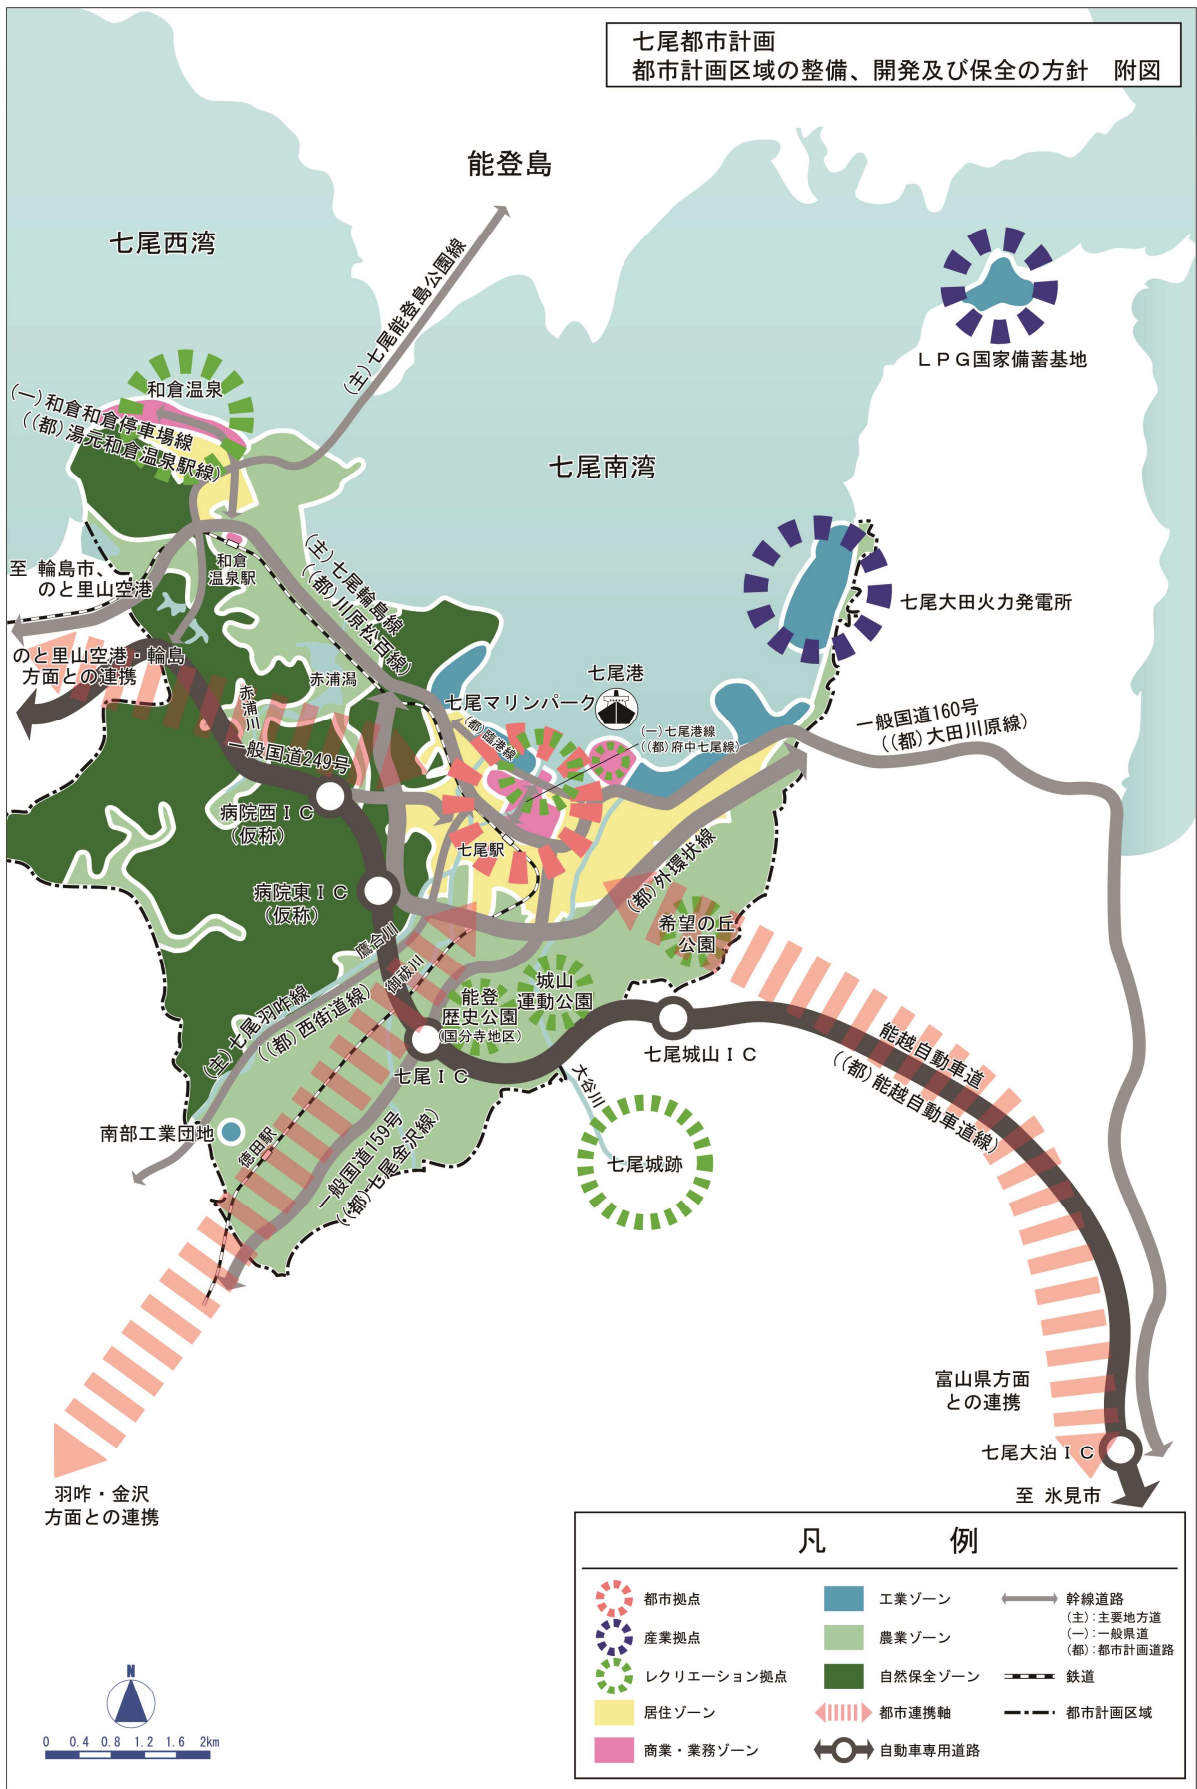 七尾都市計画
都市計画区域の整備、開発及び保全の方針　附図
能登島
七尾西湾
(主)七尾能登島公園線
LPG国家備蓄基地
和倉温泉
(一)和倉和倉停車場線
((都)湯元和倉温泉駅線)
七尾南湾
和倉
温泉駅
(主)七尾輪島線
((都)川原松百線)
至 輪島市、
のと里山空港
七尾大田火力発電所
のと里山空港・輪島
方面との連携
赤浦潟
赤浦川
七尾港
七尾マリンパーク
(都)臨港線
(一)七尾港線
((都)府中七尾線)
一般国道160号
((都)大田川原線)
一般国道249号
病院西IC
(仮称)
七尾駅
(都)外環状線
病院東IC
(仮称)
希望の丘
公園
鷹合川
御祓川
城山
運動公園
能登
歴史公園
(国分寺地区)
(主)七尾羽咋線
((都)西街道線)
七尾IC
七尾城山IC
能越自動車道
((都)能越自動車道線)
大谷川
南部工業団地
徳田駅
一般国道159号
((都)七尾金沢線)
七尾城跡
富山県方面
との連携
七尾大泊IC
至 氷見市
羽咋・金沢
方面との連携
凡　例
都市拠点
産業拠点
レクリエーション拠点
居住ゾーン
商業・業務ゾーン
工業ゾーン
農業ゾーン
自然保全ゾーン
都市連携軸
自動車専用道路
幹線道路
(主):主要地方道
(一):一般県道
(都):都市計画道路
鉄道
都市計画区域
N
0 0.4 0.8 1.2 1.6 2km